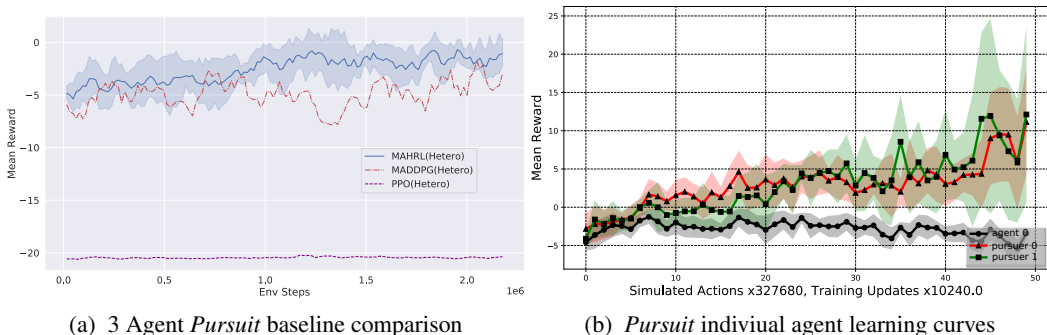 0
−5
−10
−15
−20
Mean Reward
MAHRL(Hetero)
MADDPG(Hetero)
PPO(Hetero)
0.0 0.5 1.0 1.5 2.0
1e6
Env Steps
(a) 3 Agent Pursuit baseline comparison
25
20
15
10
5
0
−5
Mean Reward
agent 0
pursuer 0
pursuer 1
0 10 20 30 40 50
Simulated Actions x327680, Training Updates x10240.0
(b) Pursuit indiviual agent learning curves